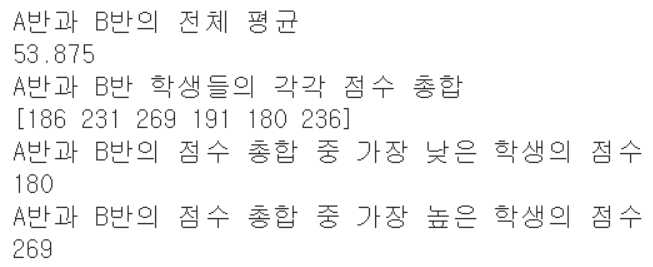 A반과 B반의 전체 평균
53.875
A반과 B반 학생들의 각각 점수 총합
[186 231 269 191 180 236]
A반과 B반의 점수 총합 중 가장 낮은 학생의 점수
180
A반과 B반의 점수 총합 중 가장 높은 학생의 점수
269